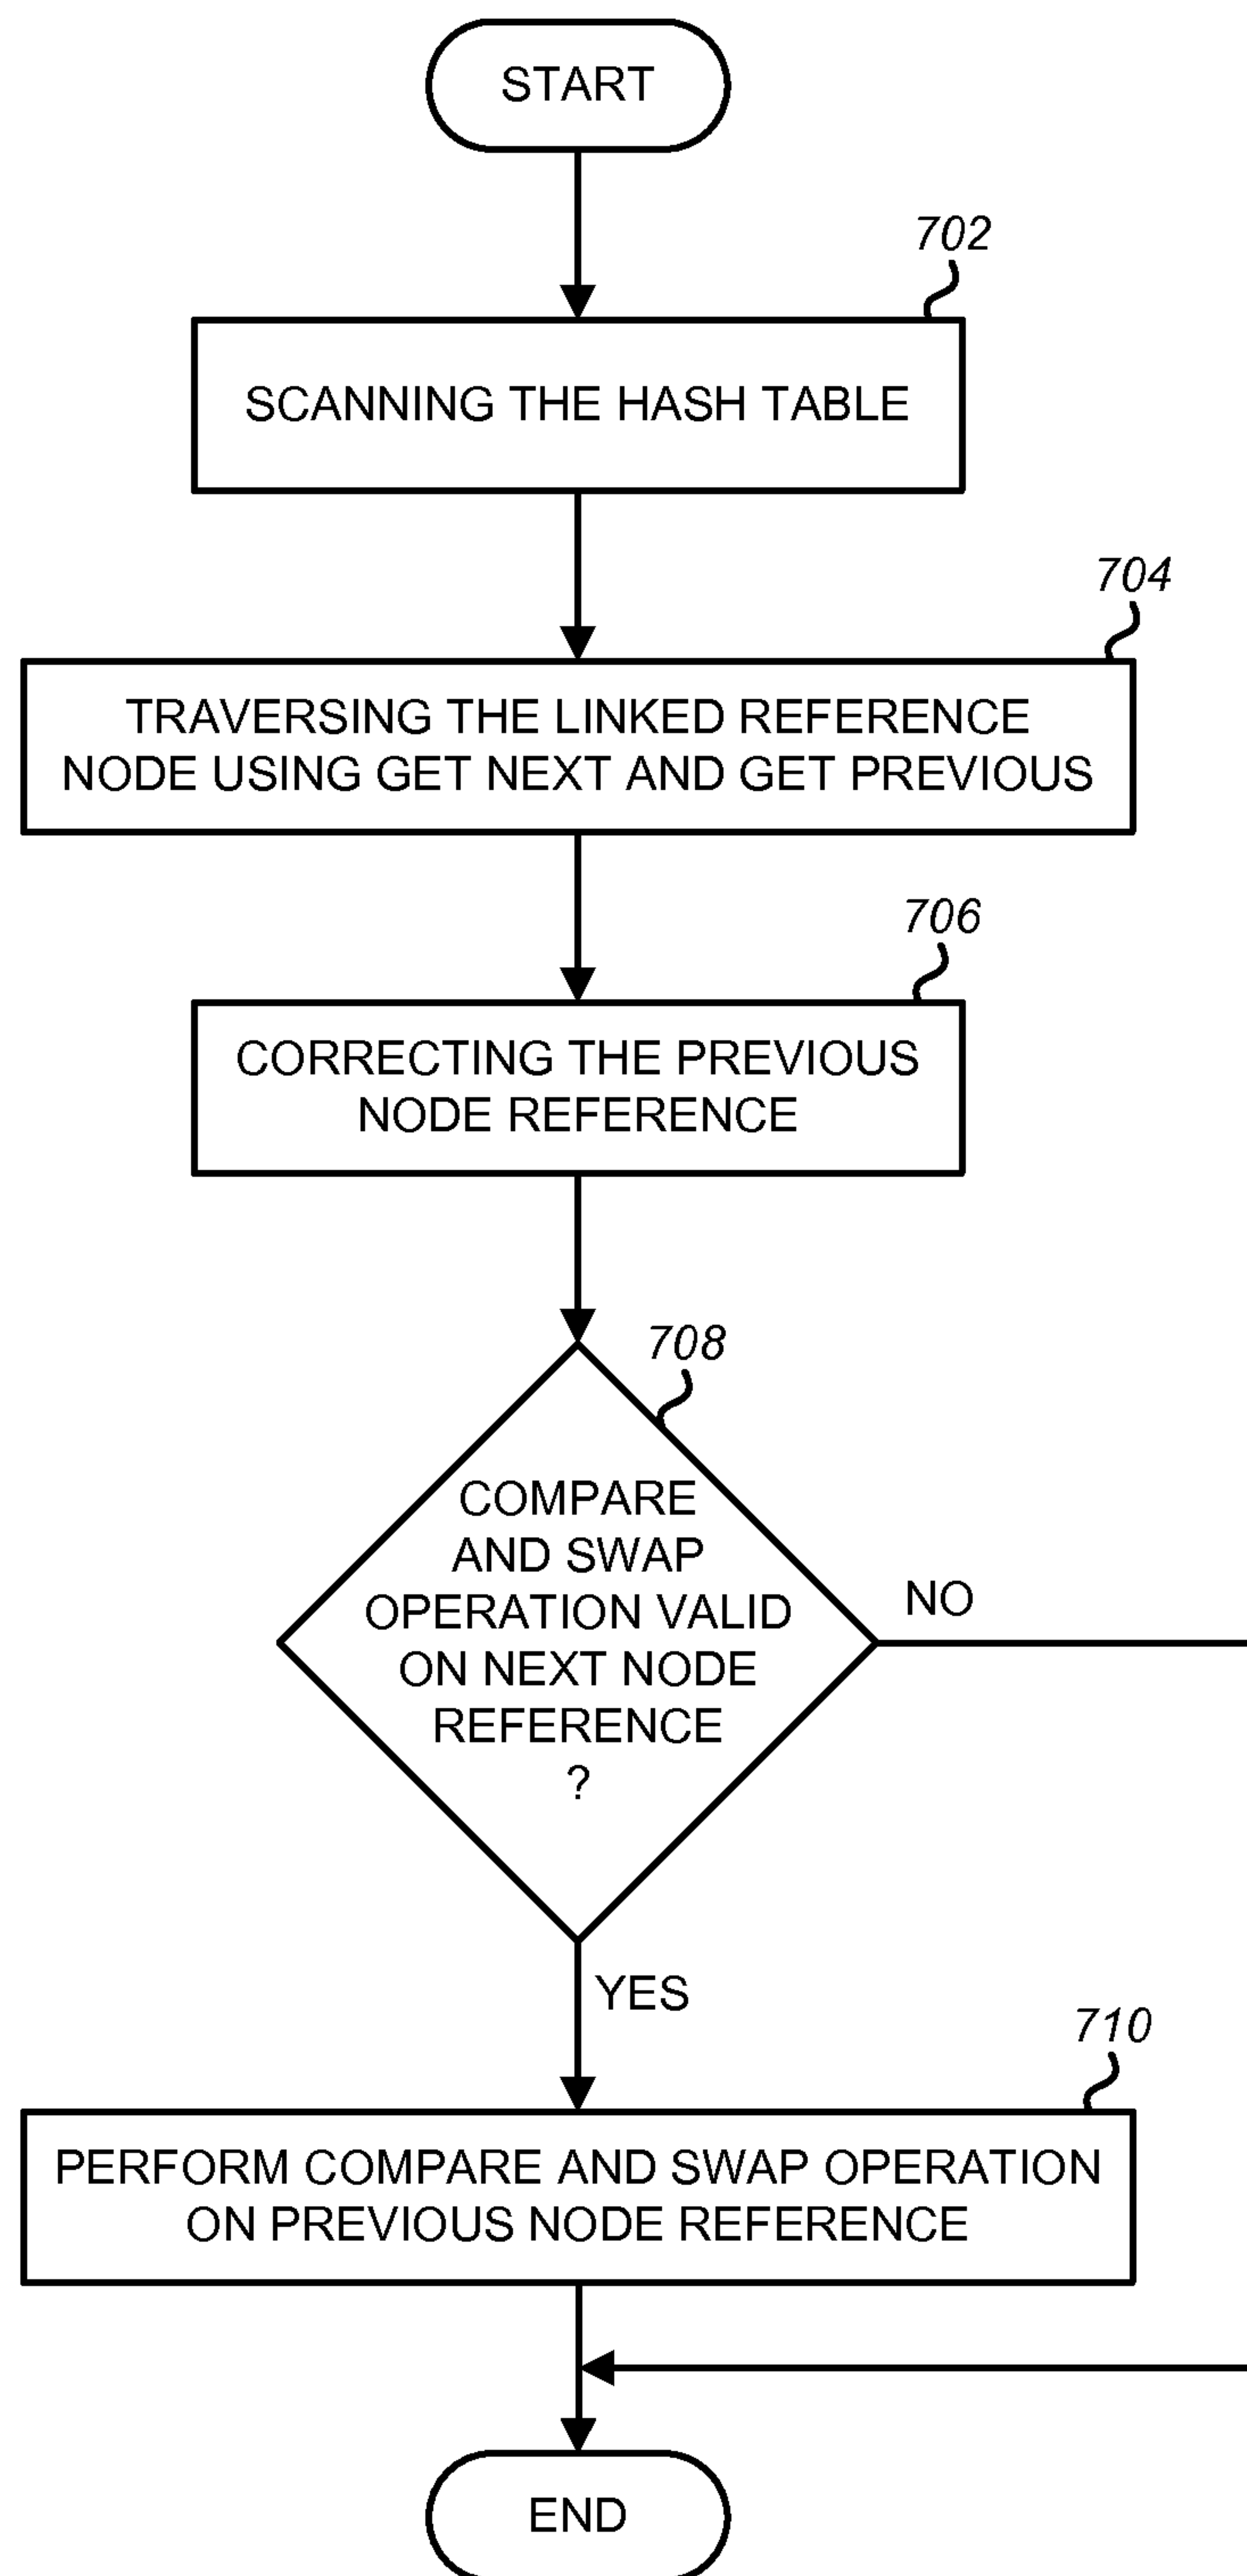 START
702
SCANNING THE HASH TABLE
704
TRAVERSING THE LINKED REFERENCE
NODE USING GET NEXT AND GET PREVIOUS
706
CORRECTING THE PREVIOUS
NODE REFERENCE
708
COMPARE
AND SWAP
OPERATION VALID
ON NEXT NODE
REFERENCE
?
NO
YES
710
PERFORM COMPARE AND SWAP OPERATION
ON PREVIOUS NODE REFERENCE
END